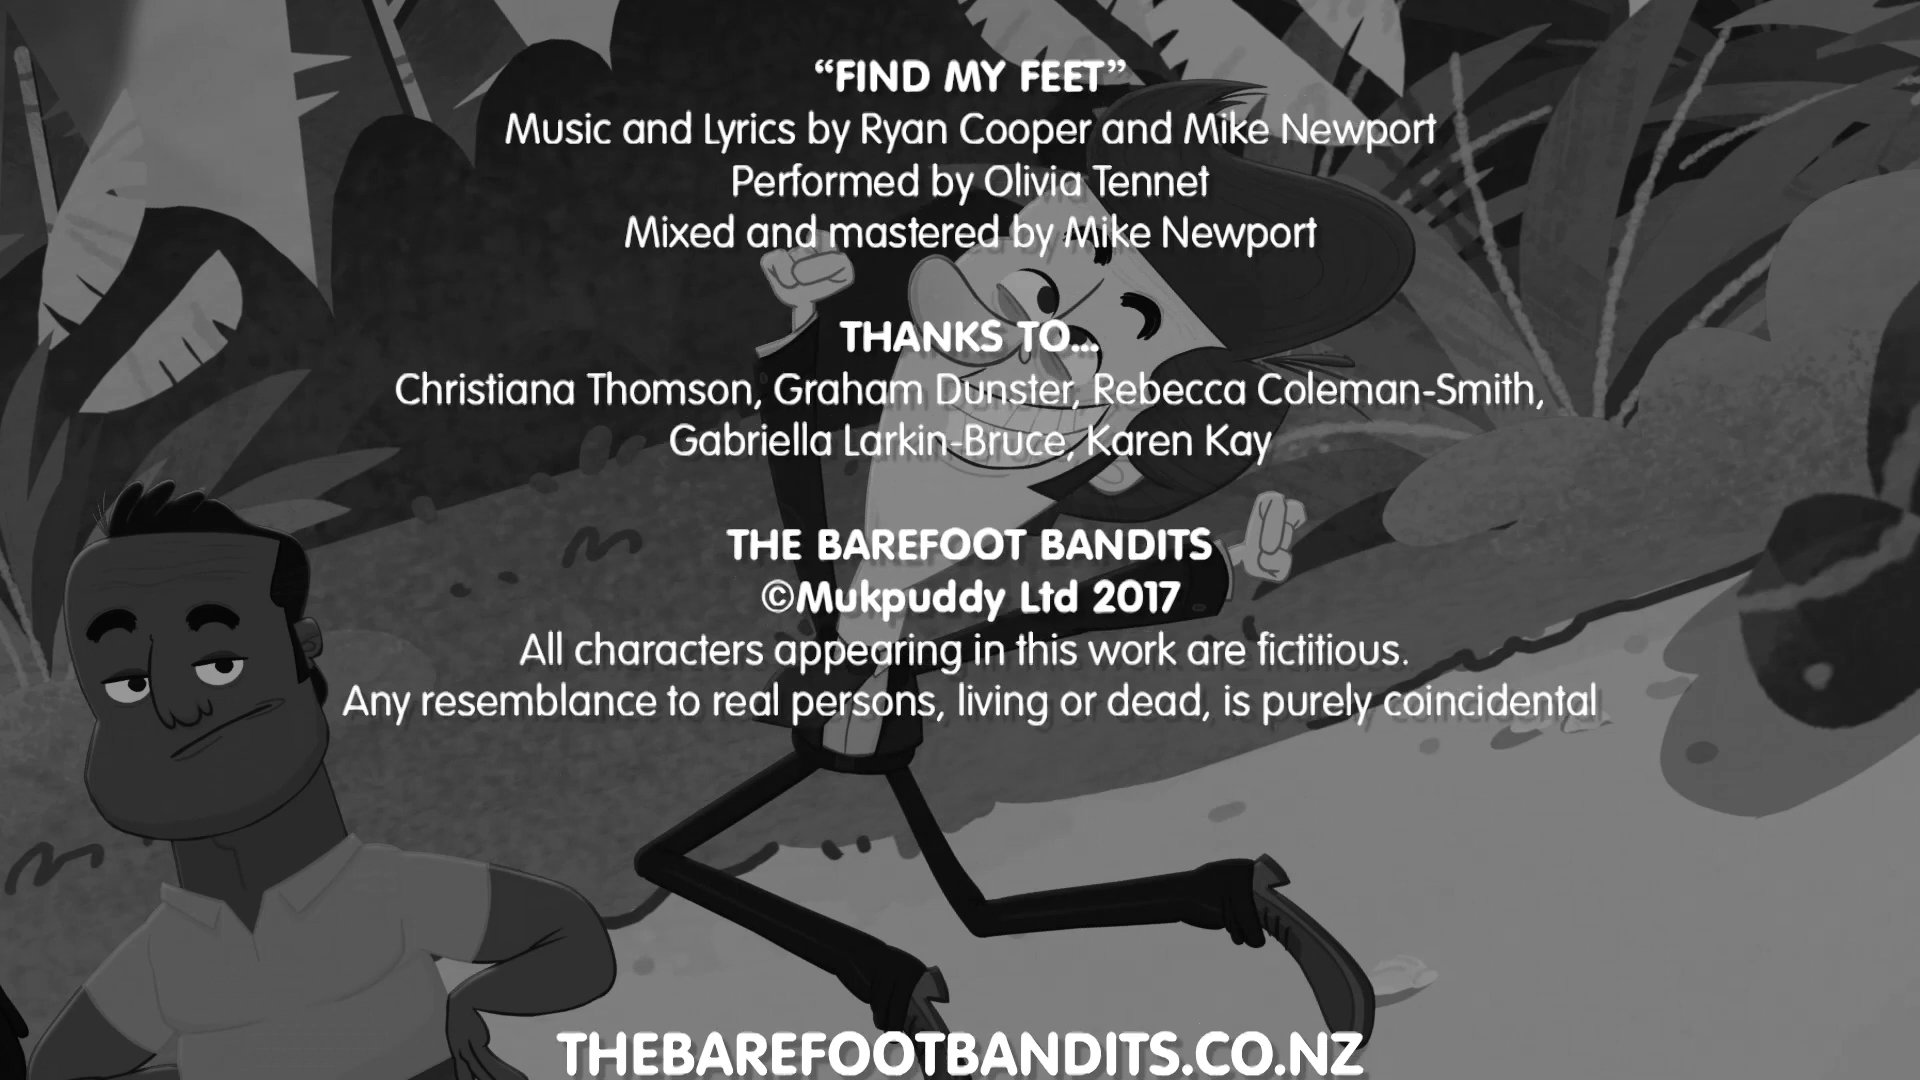 “FIND MY FEET”
Music and Lyrics by Ryan Cooper and Mike Newport
Performed by Olivia Tennet
Mixed and mastered by Mike Newport
THANKS TO...
Christiana Thomson, Graham Dunster, Rebecca Coleman-Smith,
Gabriella Larkin-Bruce, Karen Kay
THE BAREFOOT BANDITS
©Mukpuddy Ltd 2017
All characters appearing in this work are fictitious.
Any resemblance to real persons, living or dead, is purely coincidental
THEBAREFOOTBANDITS.CO.NZ